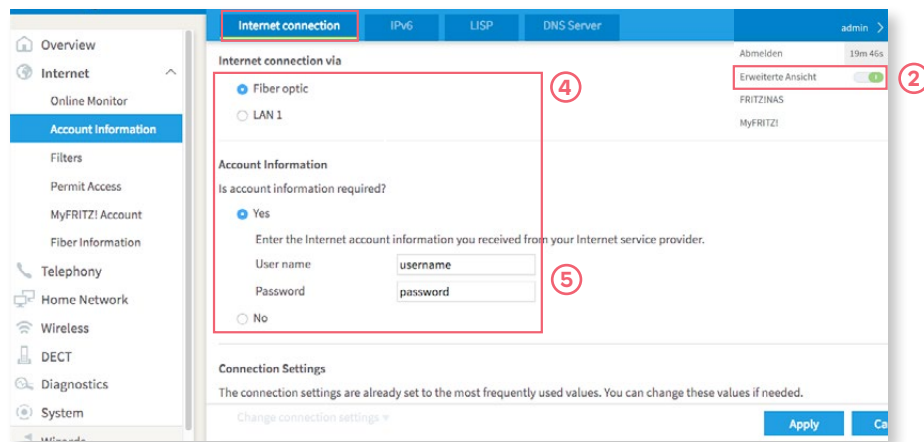 Internet connection
IPv6
LISP
DNS Server
admin >
Overview
Internet
Online Monitor
Account Information
Filters
Permit Access
MyFRITZ! Account
Fiber Information
Telephony
Home Network
Wireless
DECT
Diagnostics
System
Wizards
Internet connection via
Fiber optic
LAN 1
4
Abmelden 19m 46s
Erweiterte Ansicht
2
FRITZ!NAS
MyFRITZ!
Account Information
Is account information required?
Yes
Enter the Internet account information you received from your Internet service provider.
User name username
Password password
5
No
Connection Settings
The connection settings are already set to the most frequently used values. You can change these values if needed.
Change connection settings
Apply
Ca